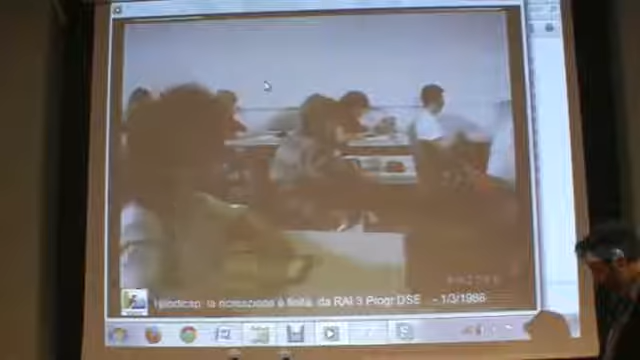 Handicap: la ricreazione è finita, da RAI 3 Progr DSE - 1/3/1986